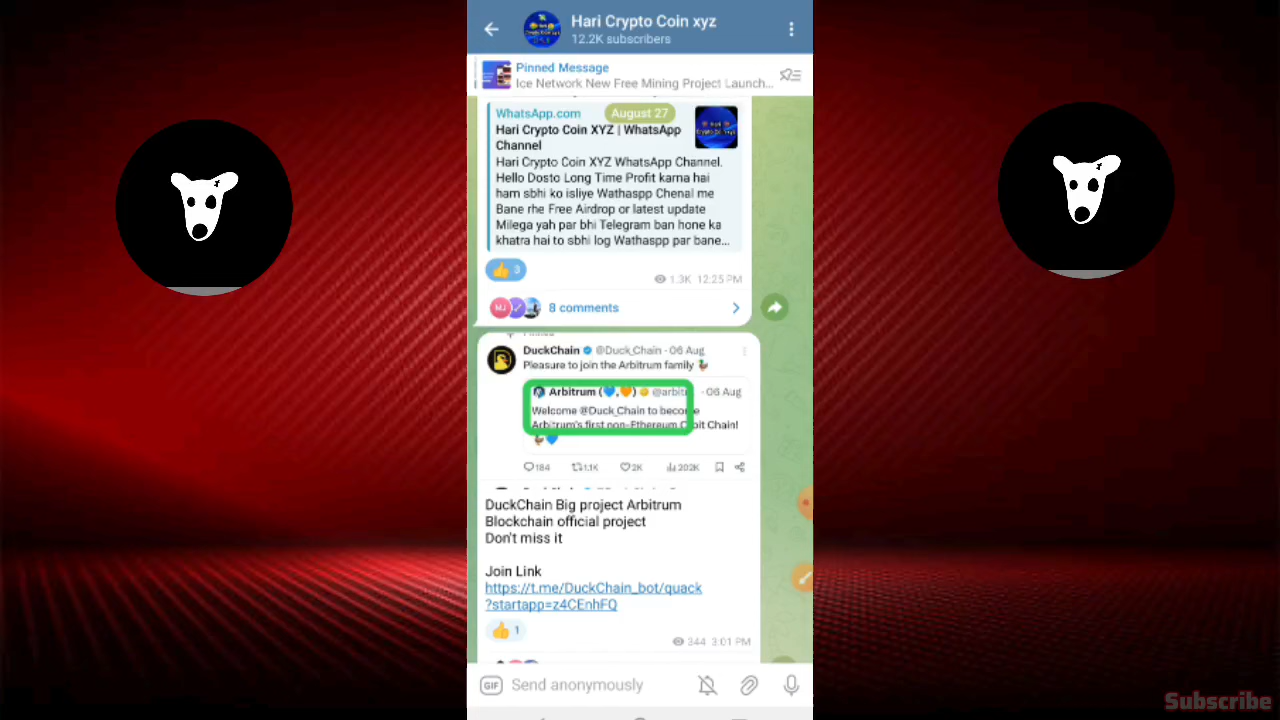 Hari Crypto Coin xyz
12.2K subscribers
Pinned Message
Ice Network New Free Mining Project Launch...
WhatsApp.com
August 27
Hari Crypto Coin XYZ | WhatsApp
Channel
Hari Crypto Coin XYZ WhatsApp Channel.
Hello Dosto Long Time Profit karna hai
ham sbhi ko isliye Wathaspp Chenal me
Bane rhe Free Airdrop or latest update
Milega yah par bhi Telegram ban hone ka
khatra hai to sbhi log Wathaspp par bane...
👍 3
1.3K 12:25 PM
MJ
8 comments
DuckChain @Duck_Chain · 06 Aug
Pleasure to join the Arbitrum family 🦆
Arbitrum (💙,🧡) @arbit · 06 Aug
Welcome @Duck_Chain to become
Arbitrum's first non-Ethereum Orbit Chain!
🦆💙
184 1.1K 2K 202K
DuckChain Big project Arbitrum
Blockchain official project
Don't miss it
Join Link
https://t.me/DuckChain_bot/quack
?startapp=z4CEnhFQ
👍 1
344 3:01 PM
GIF Send anonymously
Subscribe